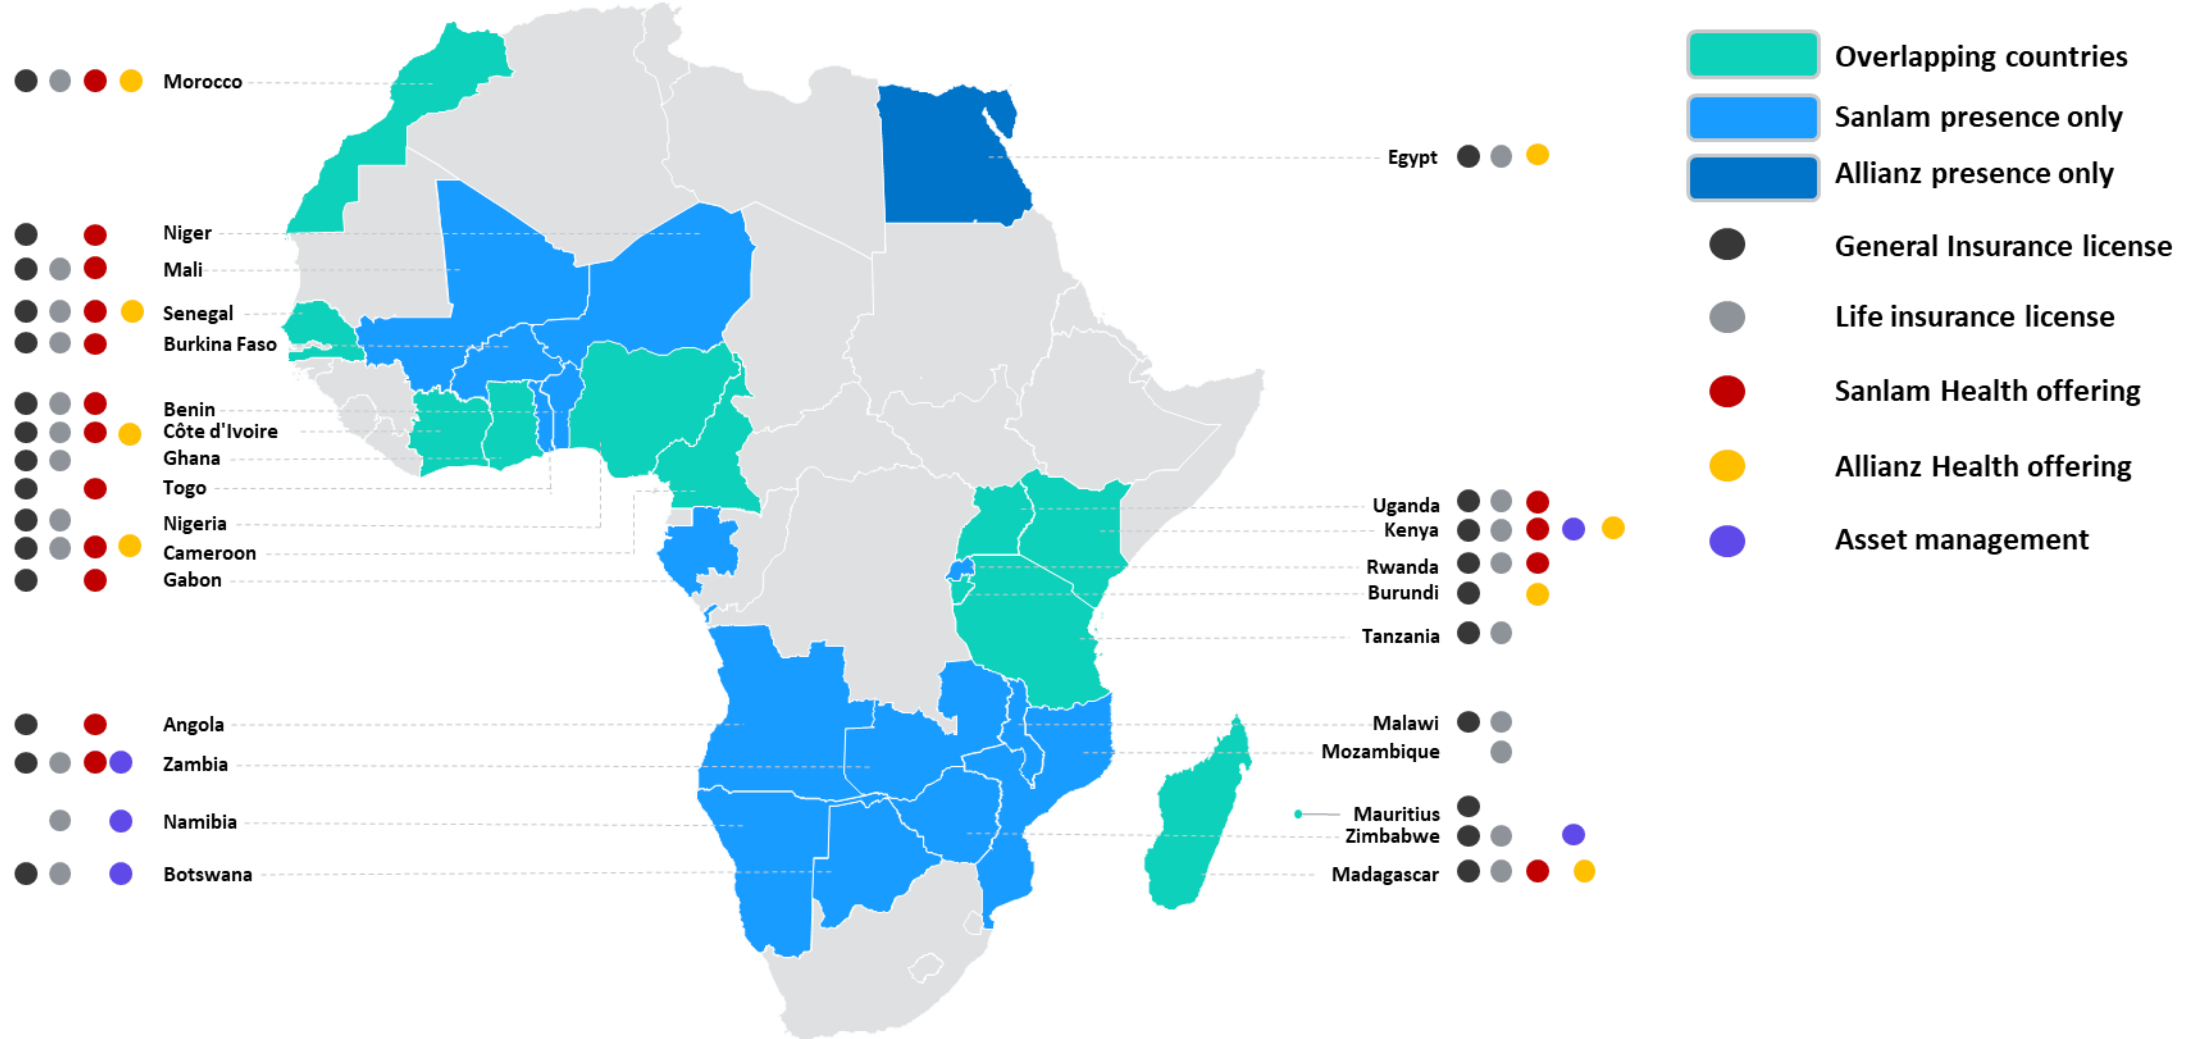 Morocco
Niger
Mali
Senegal
Burkina Faso
Benin
Côte d'Ivoire
Ghana
Togo
Nigeria
Cameroon
Gabon
Angola
Zambia
Namibia
Botswana
Egypt
Uganda
Kenya
Rwanda
Burundi
Tanzania
Malawi
Mozambique
Mauritius
Zimbabwe
Madagascar
Overlapping countries
Sanlam presence only
Allianz presence only
General Insurance license
Life insurance license
Sanlam Health offering
Allianz Health offering
Asset management